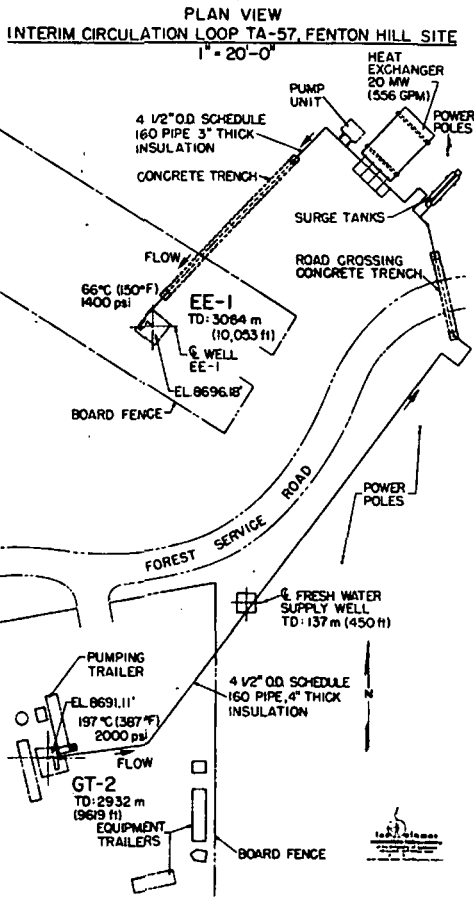 PLAN VIEW
INTERIM CIRCULATION LOOP TA-57, FENTON HILL SITE
1" = 20'-0"
HEAT
EXCHANGER
20 MW
(556 GPM)
PUMP
UNIT
POWER
POLES
4 1/2" O.D. SCHEDULE
160 PIPE 3" THICK
INSULATION
CONCRETE TRENCH
SURGE TANKS
FLOW
ROAD CROSSING
CONCRETE TRENCH
66°C (150°F)
1400 psi
EE-1
TD: 3064 m
(10,053 ft)
℄ WELL
EE-1
EL.8696.18'
BOARD FENCE
POWER
POLES
FOREST SERVICE ROAD
℄ FRESH WATER
SUPPLY WELL
TD: 137 m (450 ft)
PUMPING
TRAILER
4 1/2" O.D. SCHEDULE
160 PIPE, 4" THICK
INSULATION
N
EL.8691.11'
197 °C (387 °F)
2000 psi
FLOW
GT-2
TD: 2932 m
(9619 ft)
EQUIPMENT
TRAILERS
BOARD FENCE
los alamos